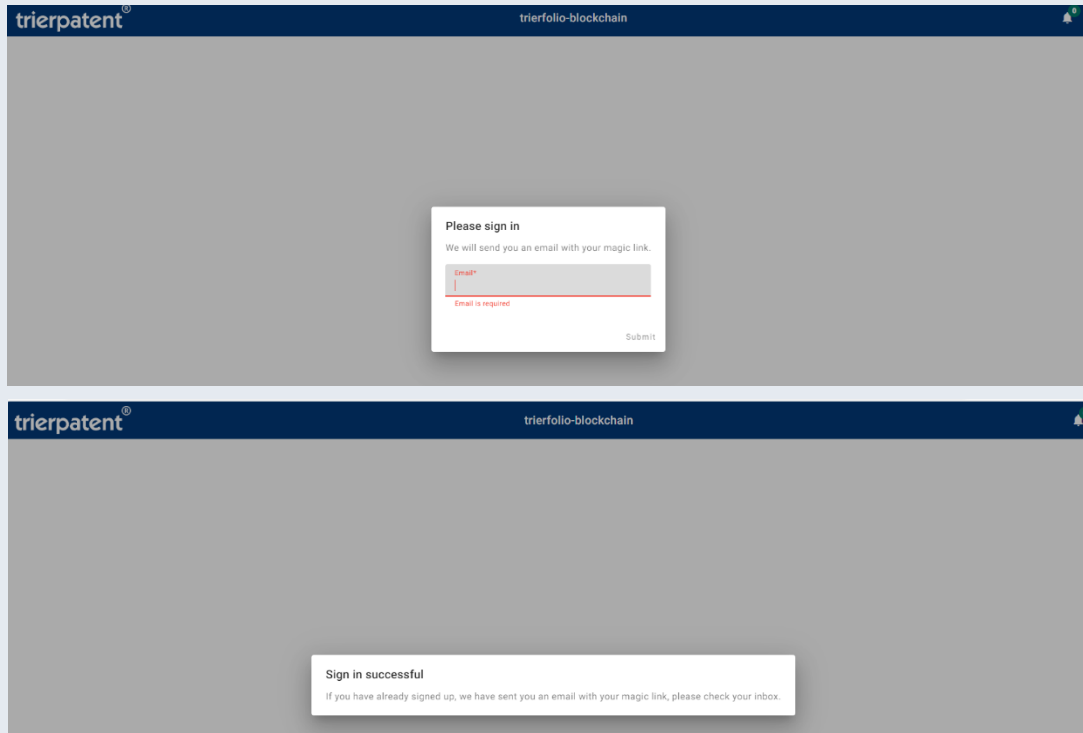 trierpatent®
trierfolio-blockchain
0
Please sign in
We will send you an email with your magic link.
Email*
Email is required
Submit
trierpatent®
trierfolio-blockchain
Sign in successful
If you have already signed up, we have sent you an email with your magic link, please check your inbox.